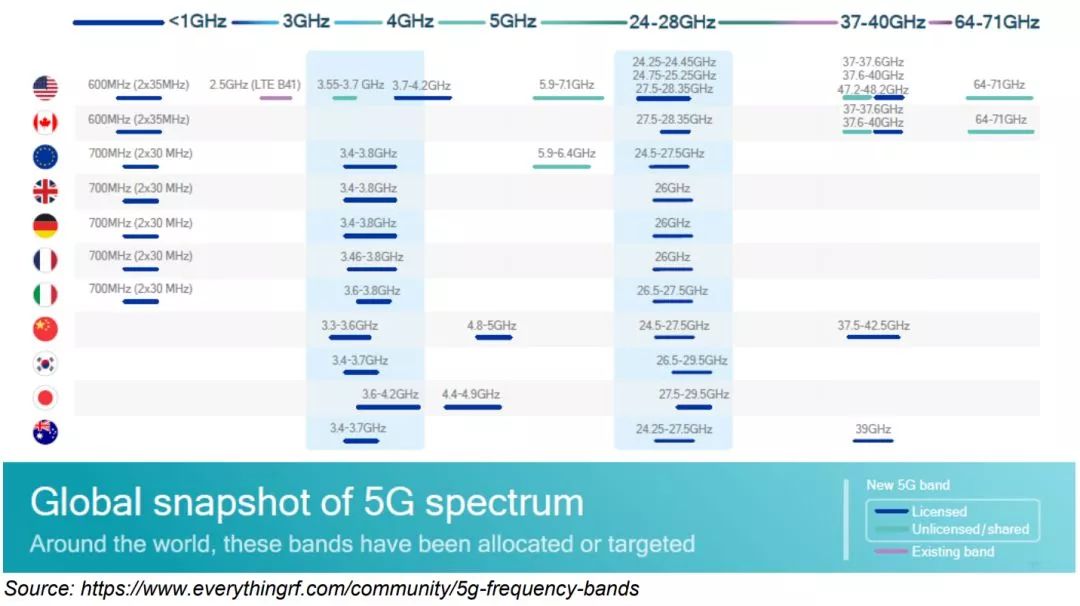 <1GHz 3GHz 4GHz 5GHz 24-28GHz 37-40GHz 64-71GHz
24.25-24.45GHz 37-37.6GHz
24.75-25.25GHz 37.6-40GHz
600MHz (2x35MHz) 2.5GHz (LTE B41) 3.55-3.7 GHz 3.7-4.2GHz 5.9-7.1GHz 27.5-28.35GHz 47.2-48.2GHz 64-71GHz
37-37.6GHz
600MHz (2x35MHz) 27.5-28.35GHz 37.6-40GHz 64-71GHz
700MHz (2x30 MHz) 3.4-3.8GHz 5.9-6.4GHz 24.5-27.5GHz
700MHz (2x30 MHz) 3.4-3.8GHz 26GHz
700MHz (2x30 MHz) 3.4-3.8GHz 26GHz
700MHz (2x30 MHz) 3.46-3.8GHz 26GHz
700MHz (2x30 MHz) 3.6-3.8GHz 26.5-27.5GHz
3.3-3.6GHz 4.8-5GHz 24.5-27.5GHz 37.5-42.5GHz
3.4-3.7GHz 26.5-29.5GHz
3.6-4.2GHz 4.4-4.9GHz 27.5-29.5GHz
3.4-3.7GHz 24.25-27.5GHz 39GHz
Global snapshot of 5G spectrum
Around the world, these bands have been allocated or targeted
New 5G band
Licensed
Unlicensed/shared
Existing band
Source: https://www.everythingrf.com/community/5g-frequency-bands